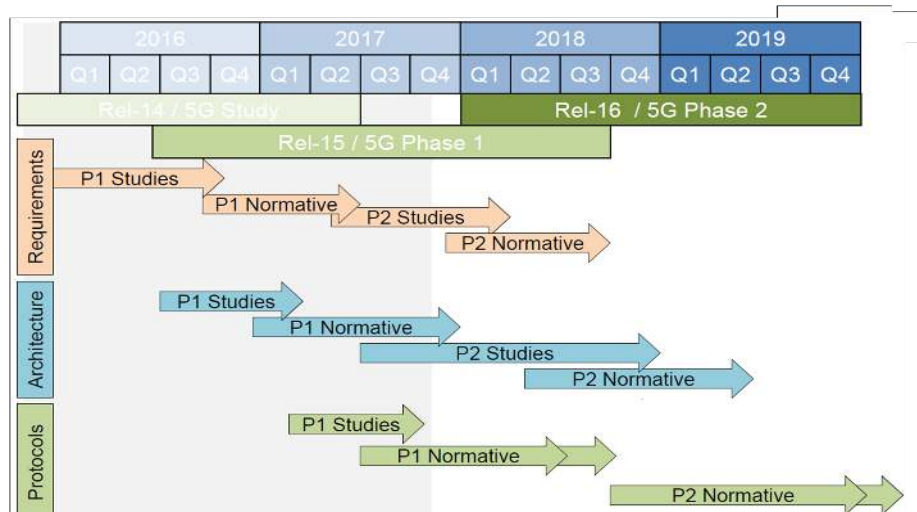 2016 2017 2018 2019
Q1 Q2 Q3 Q4 Q1 Q2 Q3 Q4 Q1 Q2 Q3 Q4 Q1 Q2 Q3 Q4
Rel-14 / 5G Study Rel-16 / 5G Phase 2
Rel-15 / 5G Phase 1
Requirements
P1 Studies
P1 Normative
P2 Studies
P2 Normative
Architecture
P1 Studies
P1 Normative
P2 Studies
P2 Normative
Protocols
P1 Studies
P1 Normative
P2 Normative